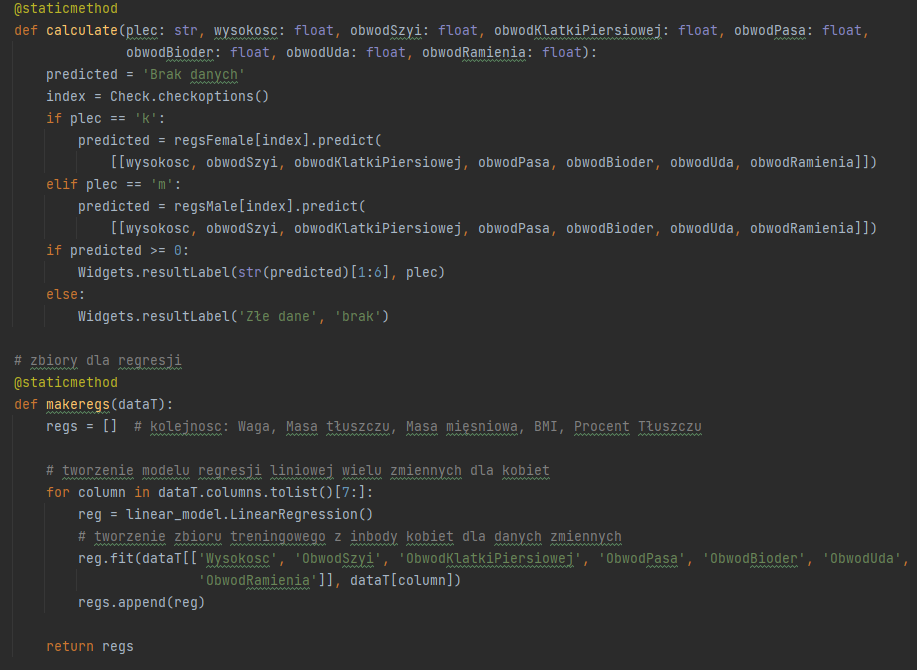 @staticmethod
def calculate(plec: str, wysokosc: float, obwodSzyi: float, obwodKlatkiPiersiowej: float, obwodPasa: float,
              obwodBioder: float, obwodUda: float, obwodRamienia: float):
    predicted = 'Brak danych'
    index = Check.checkoptions()
    if plec == 'k':
        predicted = regsFemale[index].predict(
            [[wysokosc, obwodSzyi, obwodKlatkiPiersiowej, obwodPasa, obwodBioder, obwodUda, obwodRamienia]])
    elif plec == 'm':
        predicted = regsMale[index].predict(
            [[wysokosc, obwodSzyi, obwodKlatkiPiersiowej, obwodPasa, obwodBioder, obwodUda, obwodRamienia]])
    if predicted >= 0:
        Widgets.resultLabel(str(predicted)[1:6], plec)
    else:
        Widgets.resultLabel('Złe dane', 'brak')
# zbiory dla regresji
@staticmethod
def makeregs(dataT):
    regs = []  # kolejnosc: Waga, Masa tłuszczu, Masa mięsniowa, BMI, Procent Tłuszczu
    # tworzenie modelu regresji liniowej wielu zmiennych dla kobiet
    for column in dataT.columns.tolist()[7:]:
        reg = linear_model.LinearRegression()
        # tworzenie zbioru treningowego z inbody kobiet dla danych zmiennych
        reg.fit(dataT[['Wysokosc', 'ObwodSzyi', 'ObwodKlatkiPiersiowej', 'ObwodPasa', 'ObwodBioder', 'ObwodUda',
                       'ObwodRamienia']], dataT[column])
        regs.append(reg)
    return regs